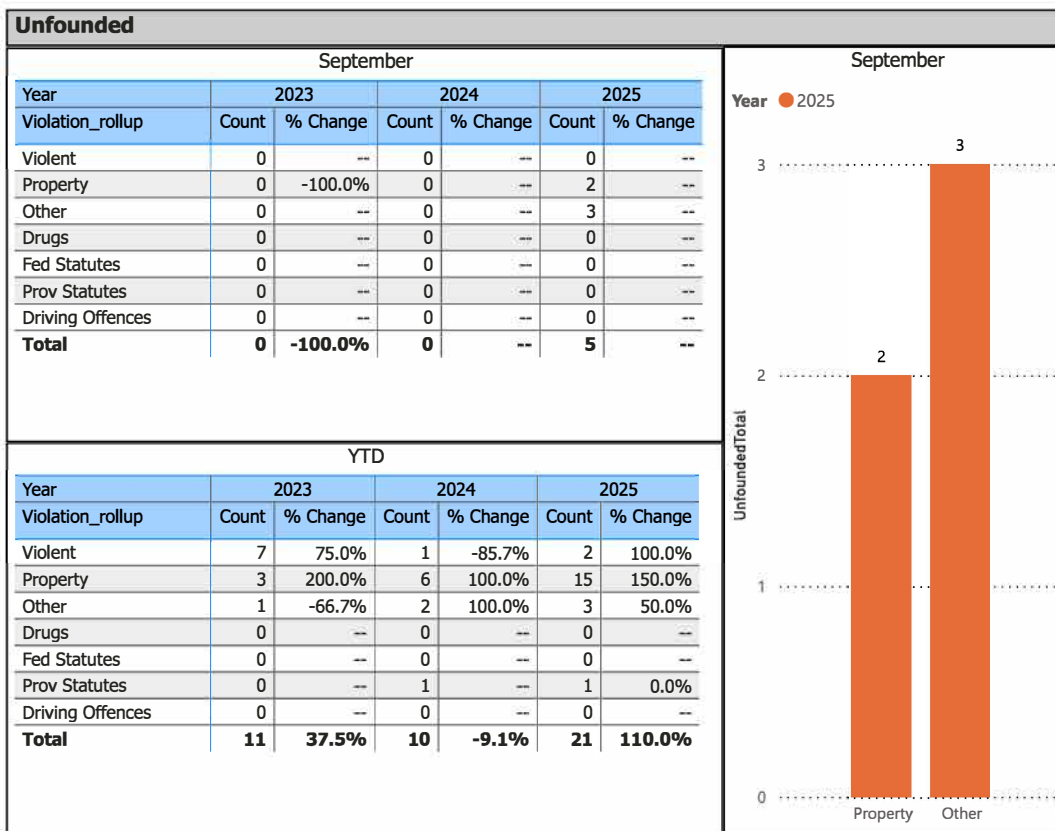 Unfounded
September
Year 2023 2024 2025
Violation_rollup Count % Change Count % Change Count % Change
Violent 0 -- 0 -- 0 --
Property 0 -100.0% 0 -- 2 --
Other 0 -- 0 -- 3 --
Drugs 0 -- 0 -- 0 --
Fed Statutes 0 -- 0 -- 0 --
Prov Statutes 0 -- 0 -- 0 --
Driving Offences 0 -- 0 -- 0 --
Total 0 -100.0% 0 -- 5 --
YTD
Year 2023 2024 2025
Violation_rollup Count % Change Count % Change Count % Change
Violent 7 75.0% 1 -85.7% 2 100.0%
Property 3 200.0% 6 100.0% 15 150.0%
Other 1 -66.7% 2 100.0% 3 50.0%
Drugs 0 -- 0 -- 0 --
Fed Statutes 0 -- 0 -- 0 --
Prov Statutes 0 -- 1 -- 1 0.0%
Driving Offences 0 -- 0 -- 0 --
Total 11 37.5% 10 -9.1% 21 110.0%
September
Year 2025
UnfoundedTotal
3
2
1
0
2
3
Property Other